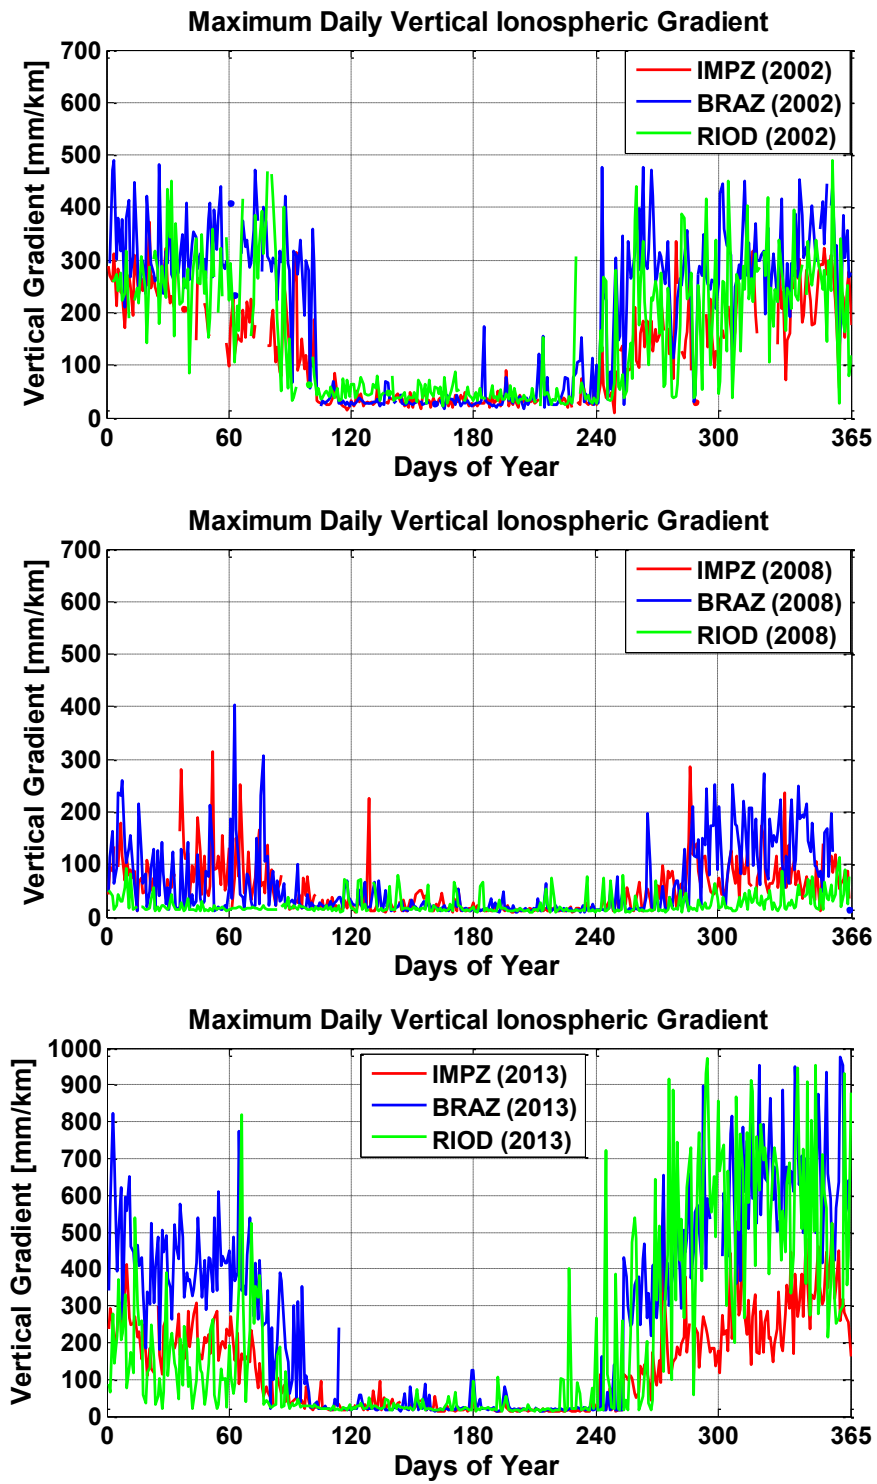 Maximum Daily Vertical Ionospheric Gradient
Vertical Gradient [mm/km]
700
600
500
400
300
200
100
0
IMPZ (2002)
BRAZ (2002)
RIOD (2002)
0 60 120 180 240 300 365
Days of Year
Maximum Daily Vertical Ionospheric Gradient
Vertical Gradient [mm/km]
700
600
500
400
300
200
100
0
IMPZ (2008)
BRAZ (2008)
RIOD (2008)
0 60 120 180 240 300 366
Days of Year
Maximum Daily Vertical Ionospheric Gradient
Vertical Gradient [mm/km]
1000
900
800
700
600
500
400
300
200
100
0
IMPZ (2013)
BRAZ (2013)
RIOD (2013)
0 60 120 180 240 300 365
Days of Year